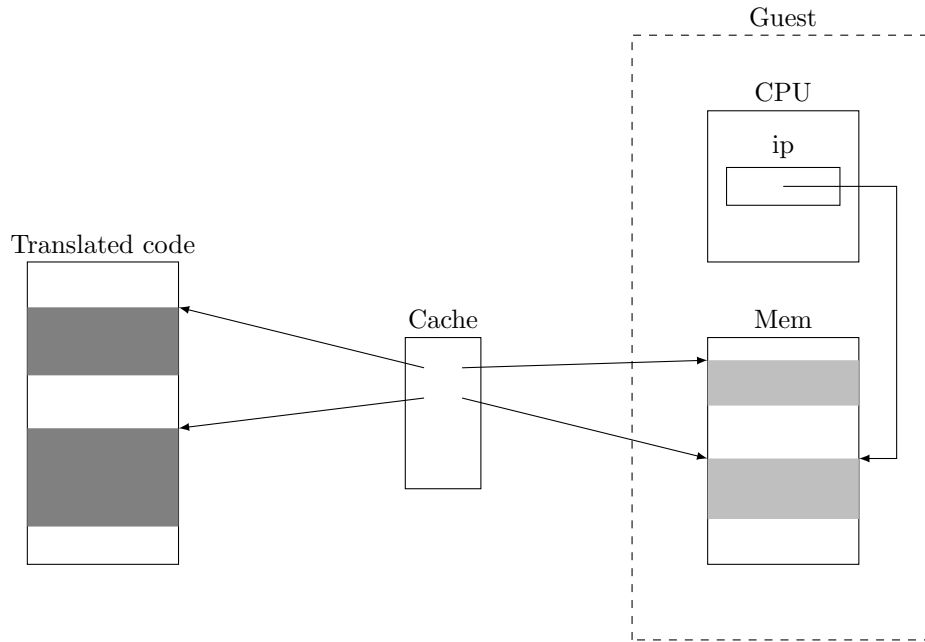 Guest
CPU
ip
Translated code
Cache
Mem